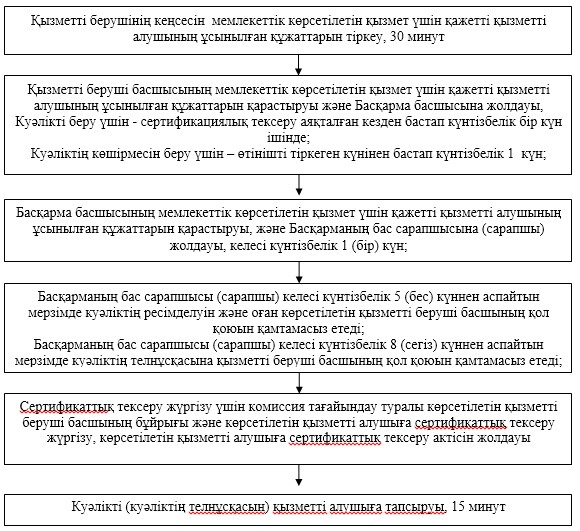 Қызметті берушінің кеңсесін  мемлекеттік көрсетілетін қызмет үшін қажетті қызметті
алушының ұсынылған құжаттарын тіркеу, 30 минут
Қызметті беруші басшысының мемлекеттік көрсетілетін қызмет үшін қажетті қызметті
алушының ұсынылған құжаттарын қарастыруы және Басқарма басшысына жолдауы,
Куәлікті беру үшін - сертификациялық тексеру аяқталған кезден бастап күнтізбелік бір күн
ішінде;
Куәліктің көшірмесін беру үшін – өтінішті тіркеген күнінен бастап күнтізбелік 1  күн;
Басқарма басшысының мемлекеттік көрсетілетін қызмет үшін қажетті қызметті алушының
ұсынылған құжаттарын қарастыруы, және Басқарманың бас сарапшысына (сарапшы)
жолдауы, келесі күнтізбелік 1 (бір) күн;
Басқарманың бас сарапшысы (сарапшы) келесі күнтізбелік 5 (бес) күннен аспайтын
мерзімде куәліктің ресімделуін және оған көрсетілетін қызметті беруші басшының қол
қоюын қамтамасыз етеді;
Басқарманың бас сарапшысы (сарапшы) келесі күнтізбелік 8 (сегіз) күннен аспайтын
мерзімде куәліктің телнұсқасына қызметті беруші басшының қол қоюын қамтамасыз етеді;
Сертификаттық тексеру жүргізу үшін комиссия тағайындау туралы көрсетілетін қызметті
беруші басшының бұйрығы және көрсетілетін қызметті алушыға сертификаттық тексеру
жүргізу, көрсетілетін қызметті алушыға сертификаттық тексеру актісін жолдауы
Куәлікті (куәліктің телнұсқасын) қызметті алушыға тапсыруы, 15 минут